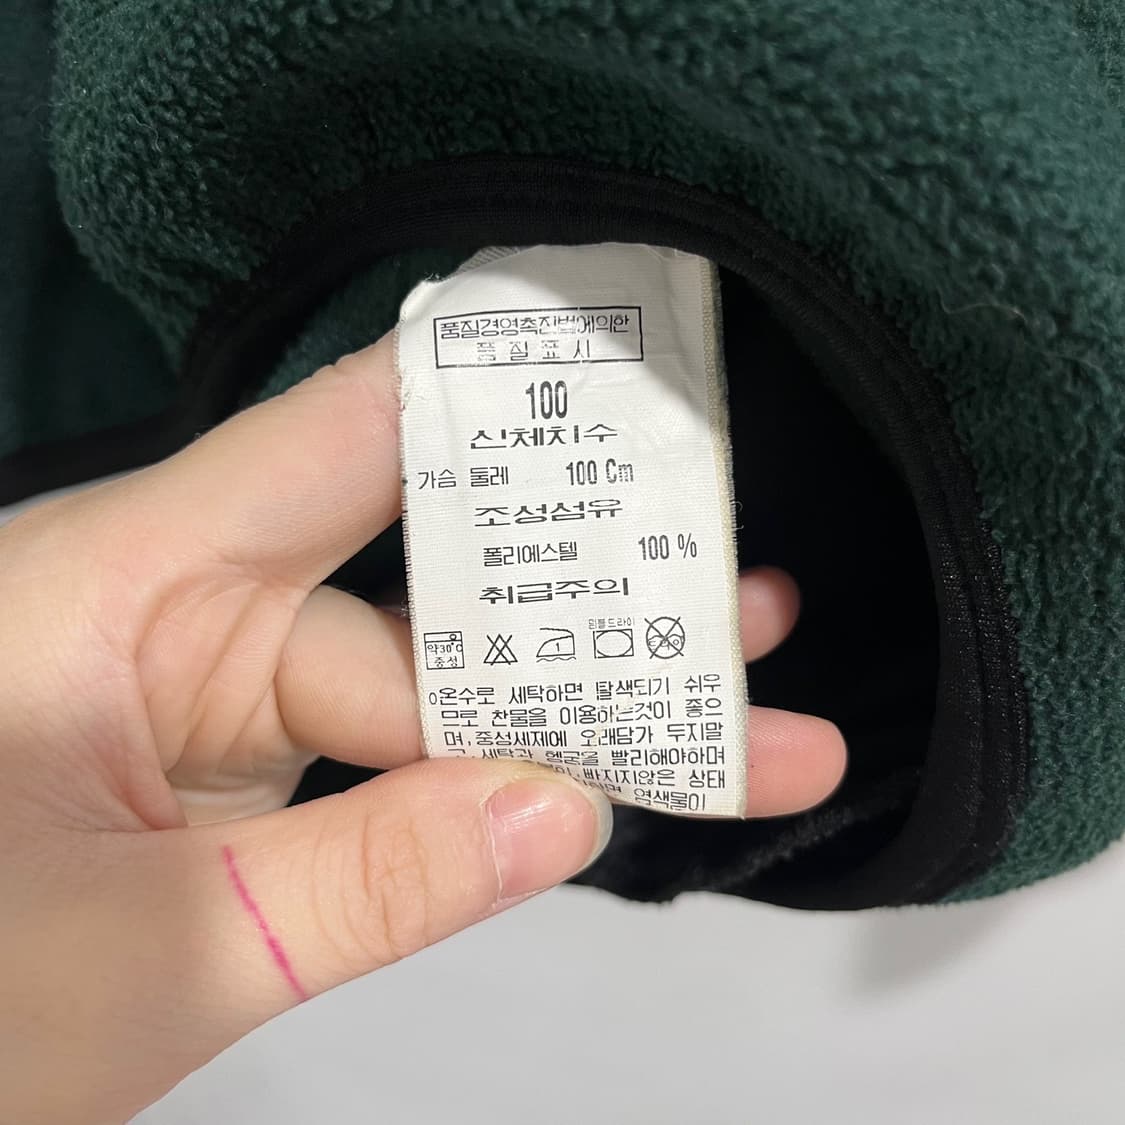 품질경영촉진법에의한
품 질 표 시
100
신체치수
가슴 둘레 100 Cm
조성섬유
폴리에스텔 100 %
취급주의
약30°C
중성
1
드라이
o온수로 세탁하면 탈색되기 쉬우
므로 찬물을 이용하는것이 좋으
며,중성세제에 오래담가 두지말
고,세탁과 헹굼을 빨리해야하며
빠지지않은 상태
염색물이